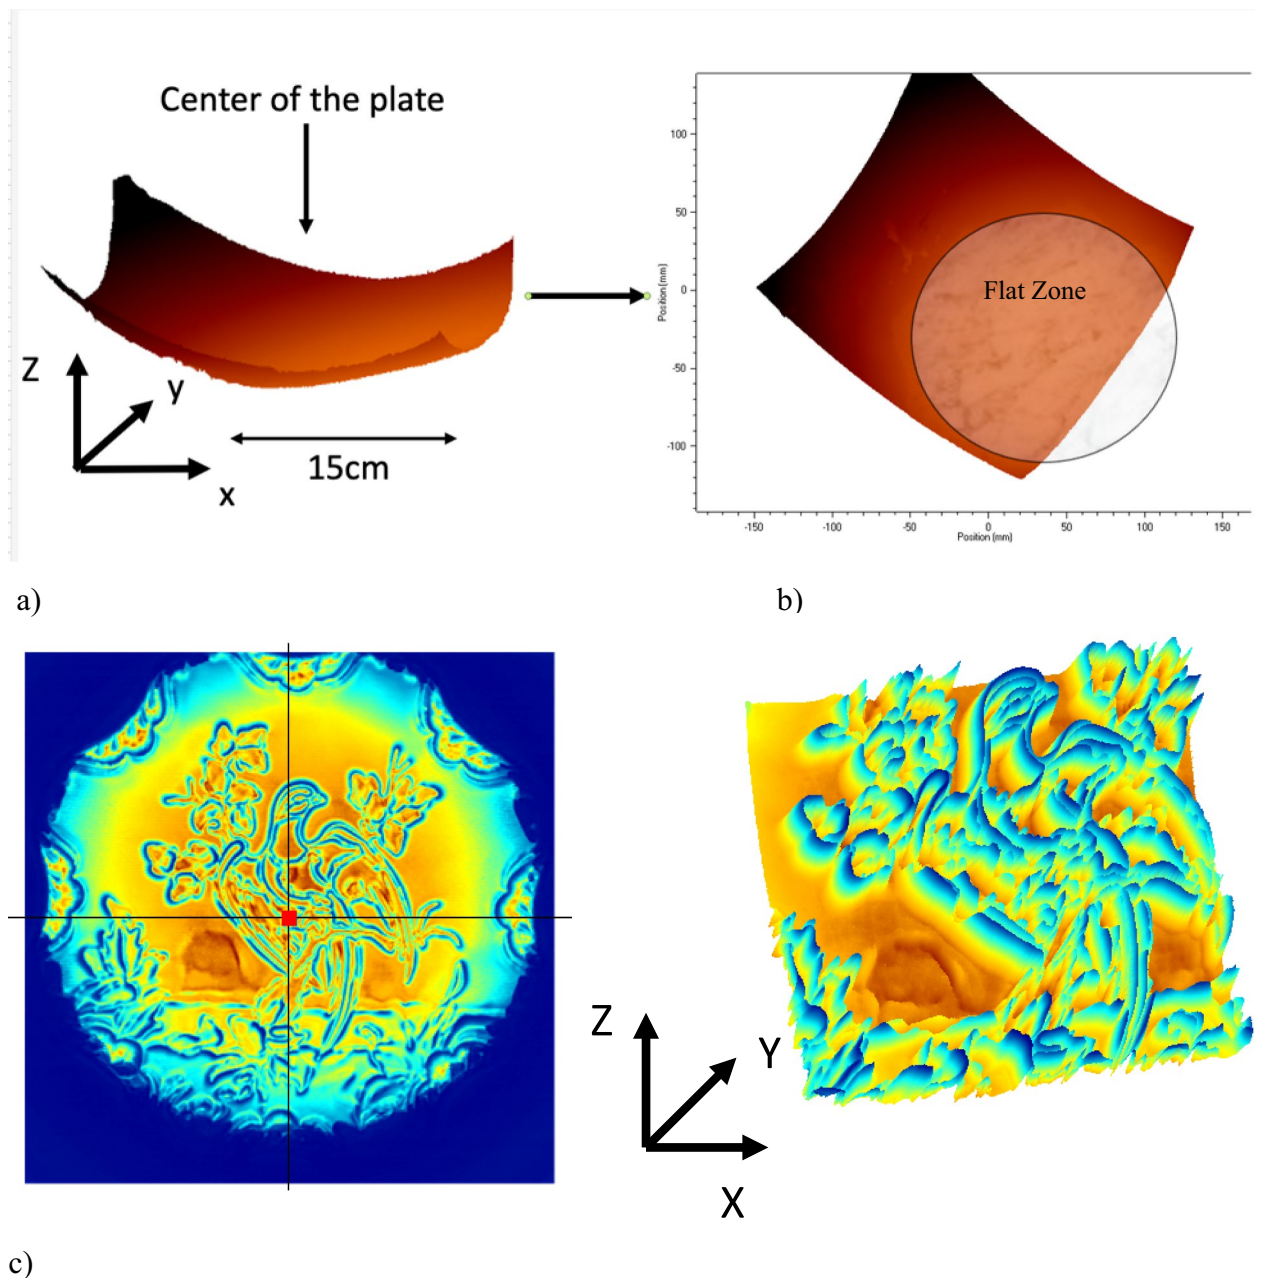 Center of the plate
Z
y
x
15cm
a)
Position (mm)
100
50
0
-50
-100
Flat Zone
-150
-100
-50
0
50
100
150
Position (mm)
b)
Z
Y
X
c)